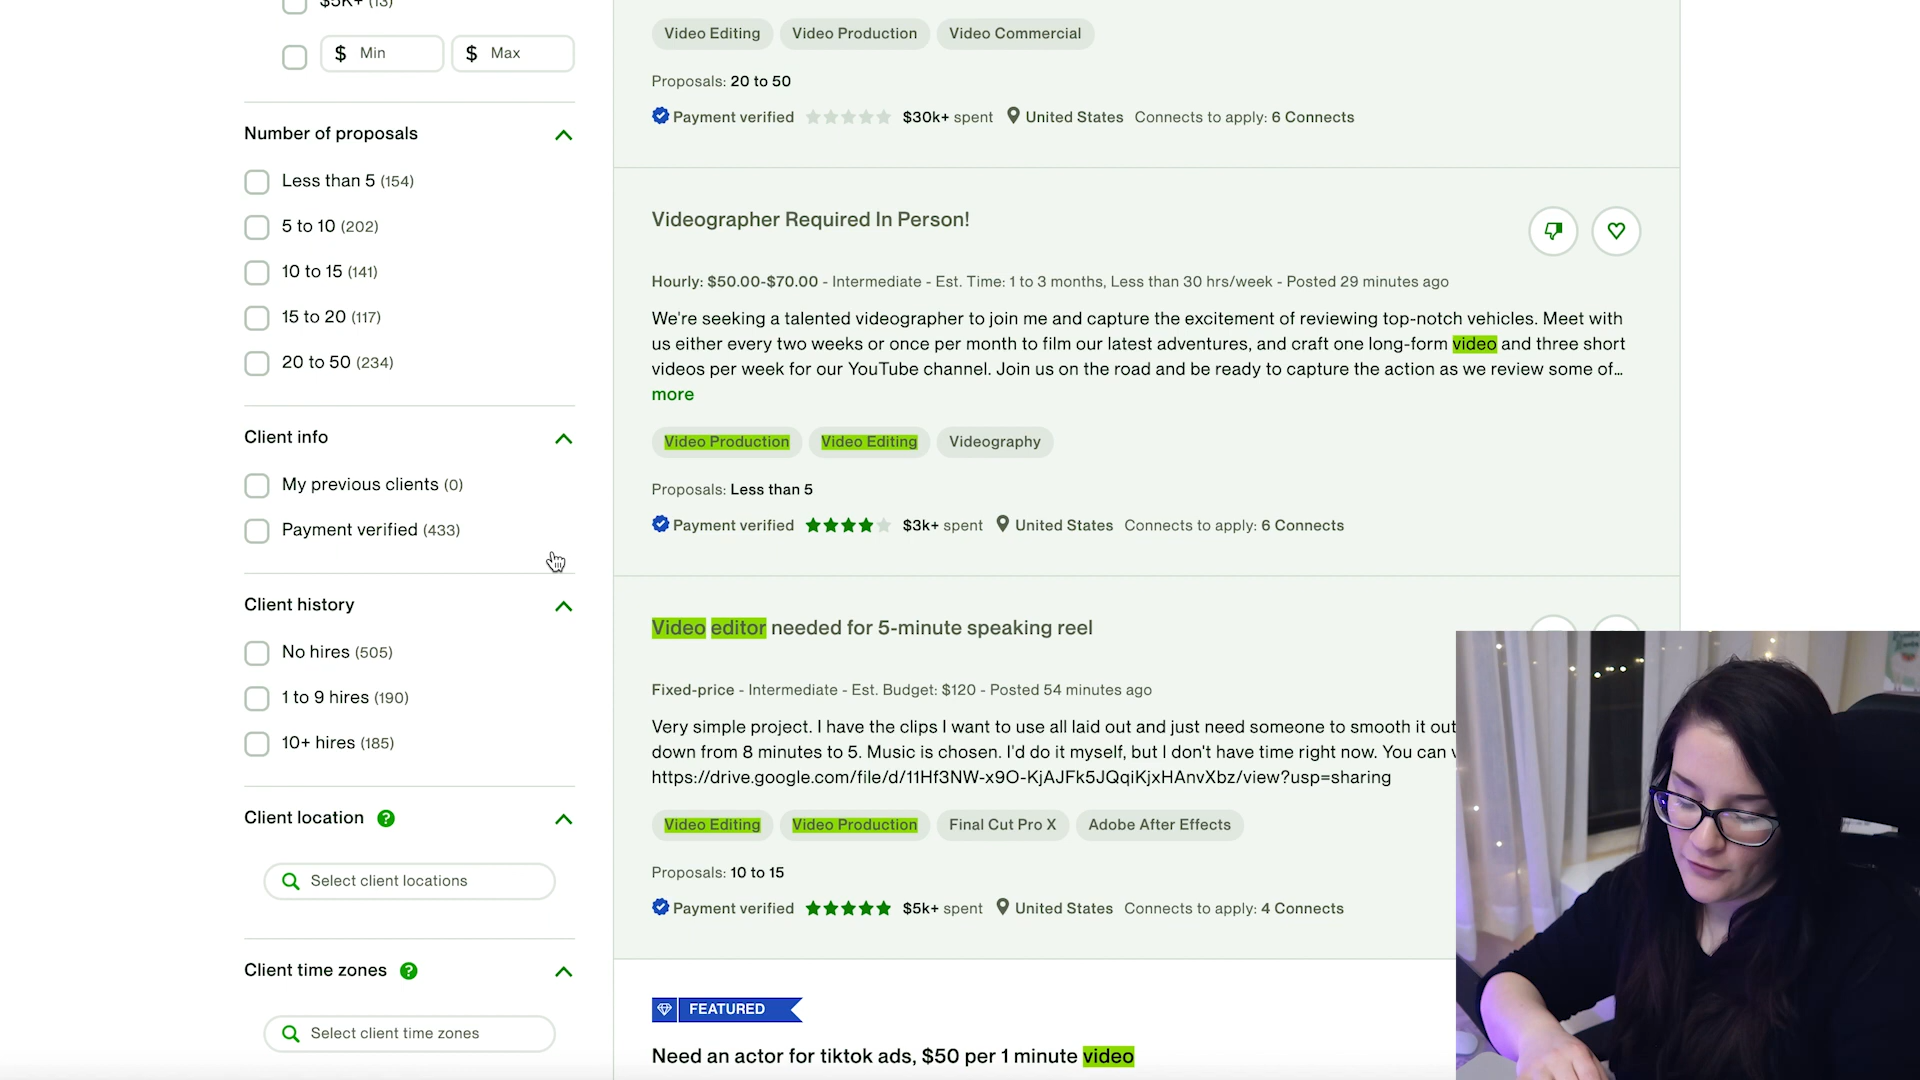 $5K+ (13)
$ Min $ Max
Number of proposals
Less than 5 (154)
5 to 10 (202)
10 to 15 (141)
15 to 20 (117)
20 to 50 (234)
Client info
My previous clients (0)
Payment verified (433)
Client history
No hires (505)
1 to 9 hires (190)
10+ hires (185)
Client location ?
Select client locations
Client time zones ?
Select client time zones
Video Editing Video Production Video Commercial
Proposals: 20 to 50
Payment verified $30k+ spent United States Connects to apply: 6 Connects
Videographer Required In Person!
Hourly: $50.00-$70.00 - Intermediate - Est. Time: 1 to 3 months, Less than 30 hrs/week - Posted 29 minutes ago
We're seeking a talented videographer to join me and capture the excitement of reviewing top-notch vehicles. Meet with
us either every two weeks or once per month to film our latest adventures, and craft one long-form video and three short
videos per week for our YouTube channel. Join us on the road and be ready to capture the action as we review some of...
more
Video Production Video Editing Videography
Proposals: Less than 5
Payment verified $3k+ spent United States Connects to apply: 6 Connects
Video editor needed for 5-minute speaking reel
Fixed-price - Intermediate - Est. Budget: $120 - Posted 54 minutes ago
Very simple project. I have the clips I want to use all laid out and just need someone to smooth it out
down from 8 minutes to 5. Music is chosen. I'd do it myself, but I don't have time right now. You can
https://drive.google.com/file/d/11Hf3NW-x9O-KjAJFk5JQqiKjxHAnvXbz/view?usp=sharing
Video Editing Video Production Final Cut Pro X Adobe After Effects
Proposals: 10 to 15
Payment verified $5k+ spent United States Connects to apply: 4 Connects
FEATURED
Need an actor for tiktok ads, $50 per 1 minute video